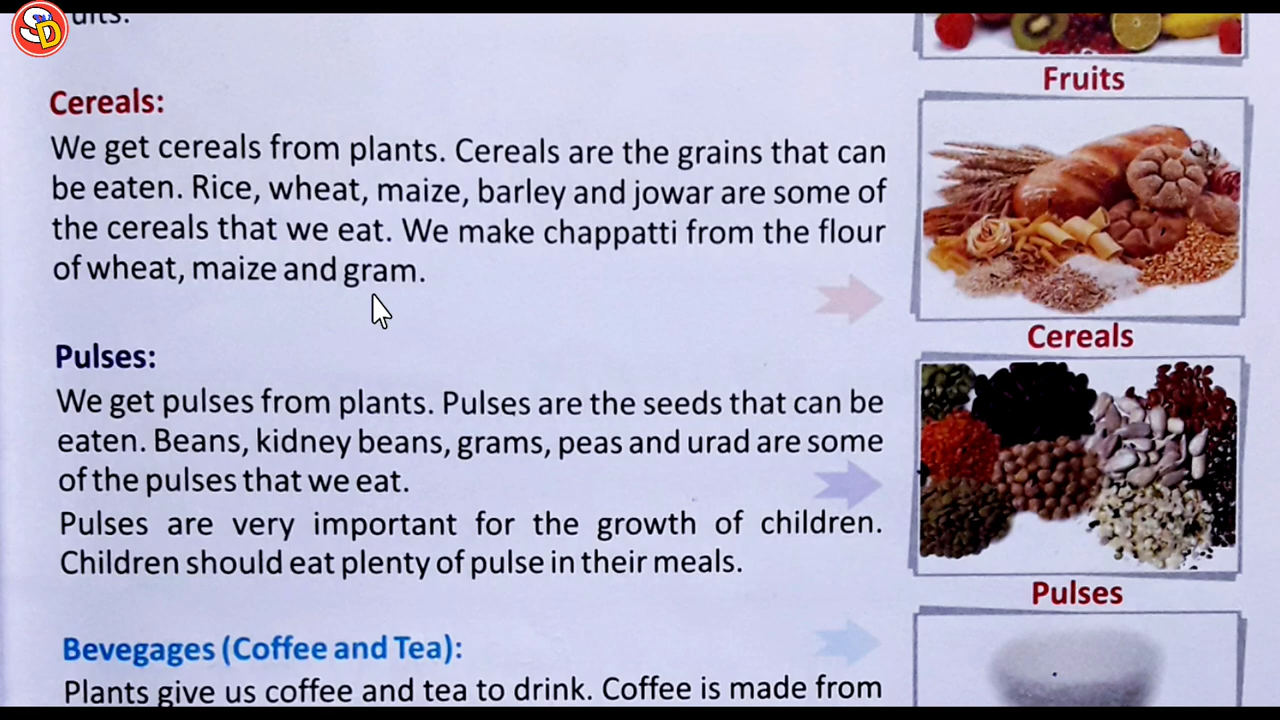 SD
Fruits
Cereals:
We get cereals from plants. Cereals are the grains that can
be eaten. Rice, wheat, maize, barley and jowar are some of
the cereals that we eat. We make chappatti from the flour
of wheat, maize and gram.
Cereals
Pulses:
We get pulses from plants. Pulses are the seeds that can be
eaten. Beans, kidney beans, grams, peas and urad are some
of the pulses that we eat.
Pulses are very important for the growth of children.
Children should eat plenty of pulse in their meals.
Pulses
Bevegages (Coffee and Tea):
Plants give us coffee and tea to drink. Coffee is made from